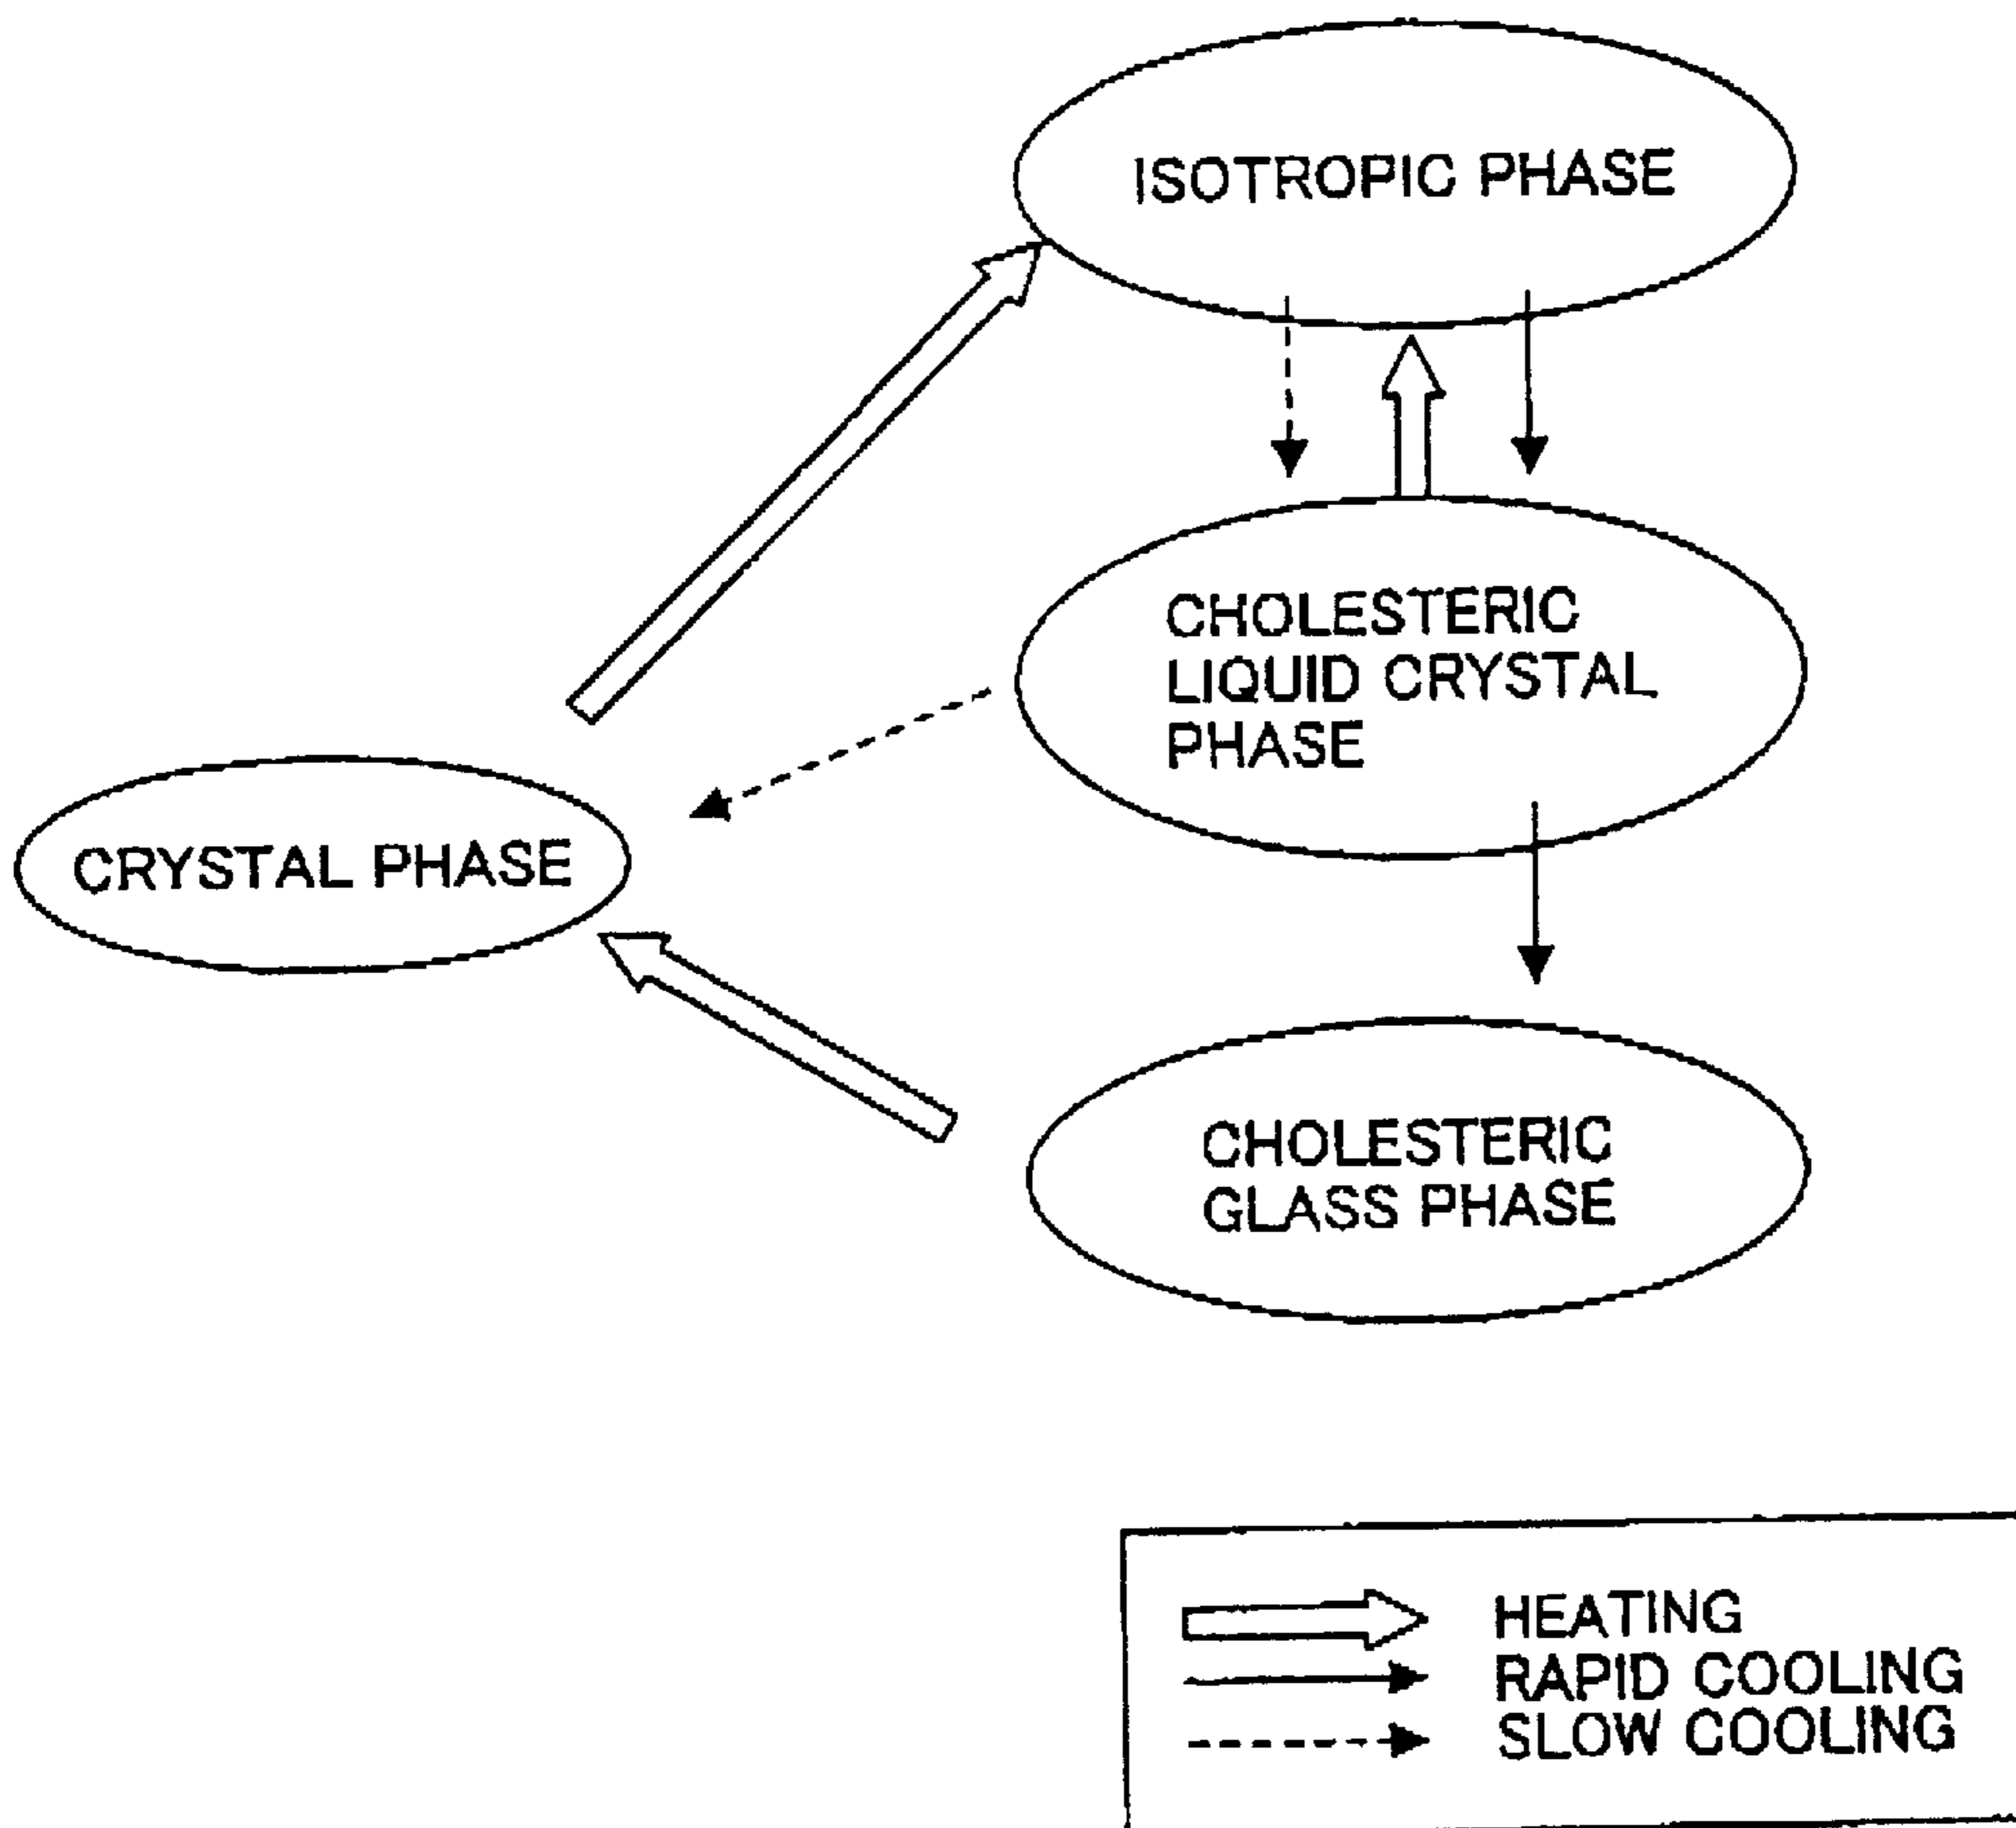 ISOTROPIC PHASE
CHOLESTERIC
LIQUID CRYSTAL
PHASE
CRYSTAL PHASE
CHOLESTERIC
GLASS PHASE
HEATING
RAPID COOLING
SLOW COOLING